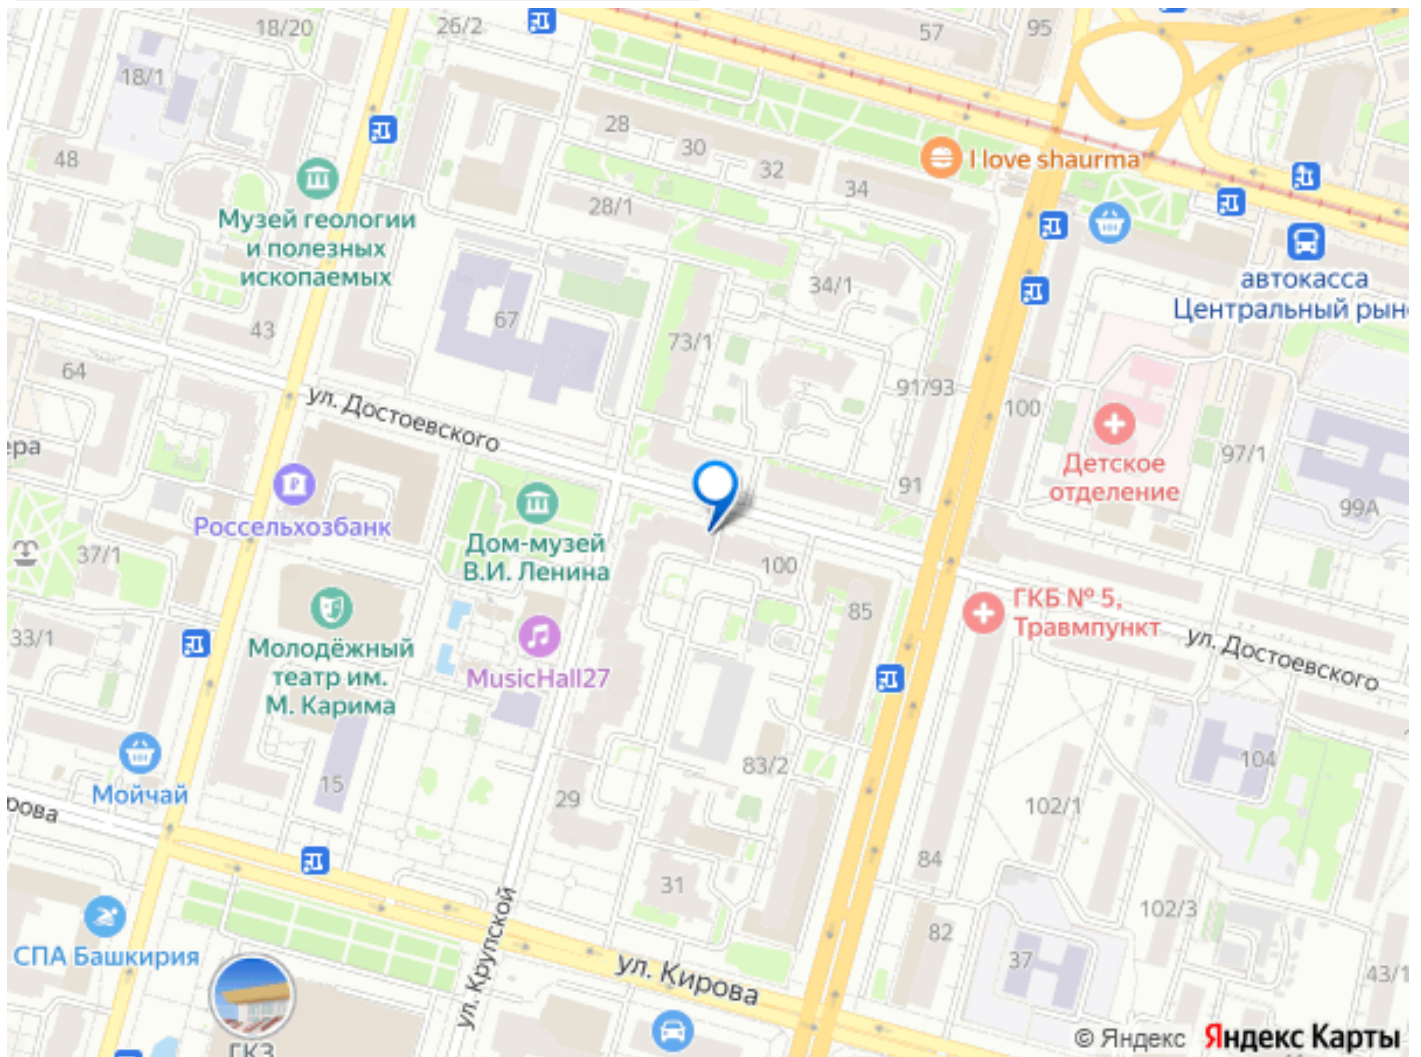 18/20
26/2
57
95
18/1
48
28
30
32
34
I love shaurma
Музей геологии
и полезных
ископаемых
28/1
34/1
автокасса
Центральный рын
43
67
73/1
64
91/93
100
ул. Достоевского
ера
Детское
отделение
97/1
91
99А
Россельхозбанк
37/1
Дом-музей
В.И. Ленина
100
85
ГКБ № 5,
Травмпункт
33/1
Молодёжный
театр им.
М. Карима
MusicHall27
ул. Достоевского
104
Мойчай
15
83/2
29
102/1
рова
84
31
102/3
82
37
СПА Башкирия
ул. Крупской
ул. Кирова
43/1
ГКЗ
© Яндекс Яндекс Карты